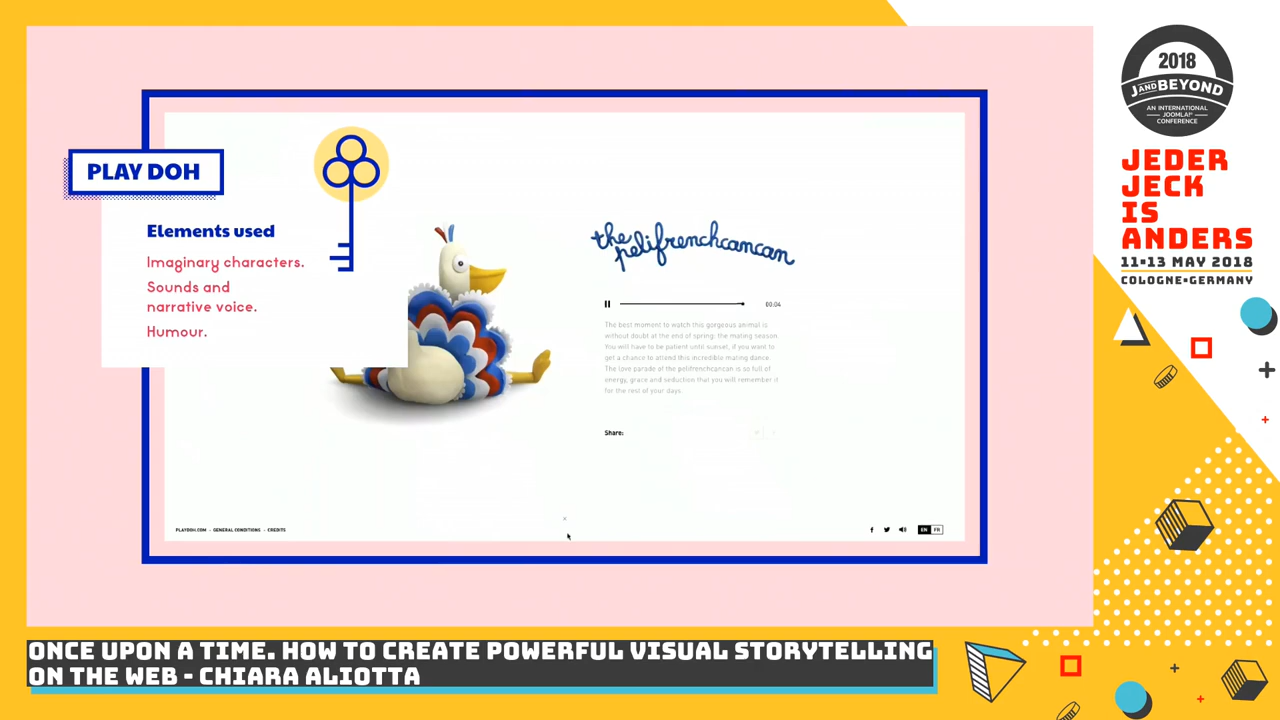 PLAY DOH
Elements used
Imaginary characters.
Sounds and
narrative voice.
Humour.
the
pelifrenchcancan
00:04
The best moment to watch this gorgeous animal is
without doubt at the end of spring: the mating season.
You will have to be patient until sunset, if you want to
get a chance to attend this incredible mating dance.
The love parade of the pelifrenchcancan is so full of
energy, grace and seduction that you will remember it
for the rest of your days.
Share:
PLAYDOH.COM - GENERAL CONDITIONS - CREDITS
EN FR
2018
J AND BEYOND
AN INTERNATIONAL
JOOMLA!®
CONFERENCE
JEDER
JECK
IS
ANDERS
11▪13 MAY 2018
COLOGNE▪GERMANY
ONCE UPON A TIME. HOW TO CREATE POWERFUL VISUAL STORYTELLING
ON THE WEB - CHIARA ALIOTTA